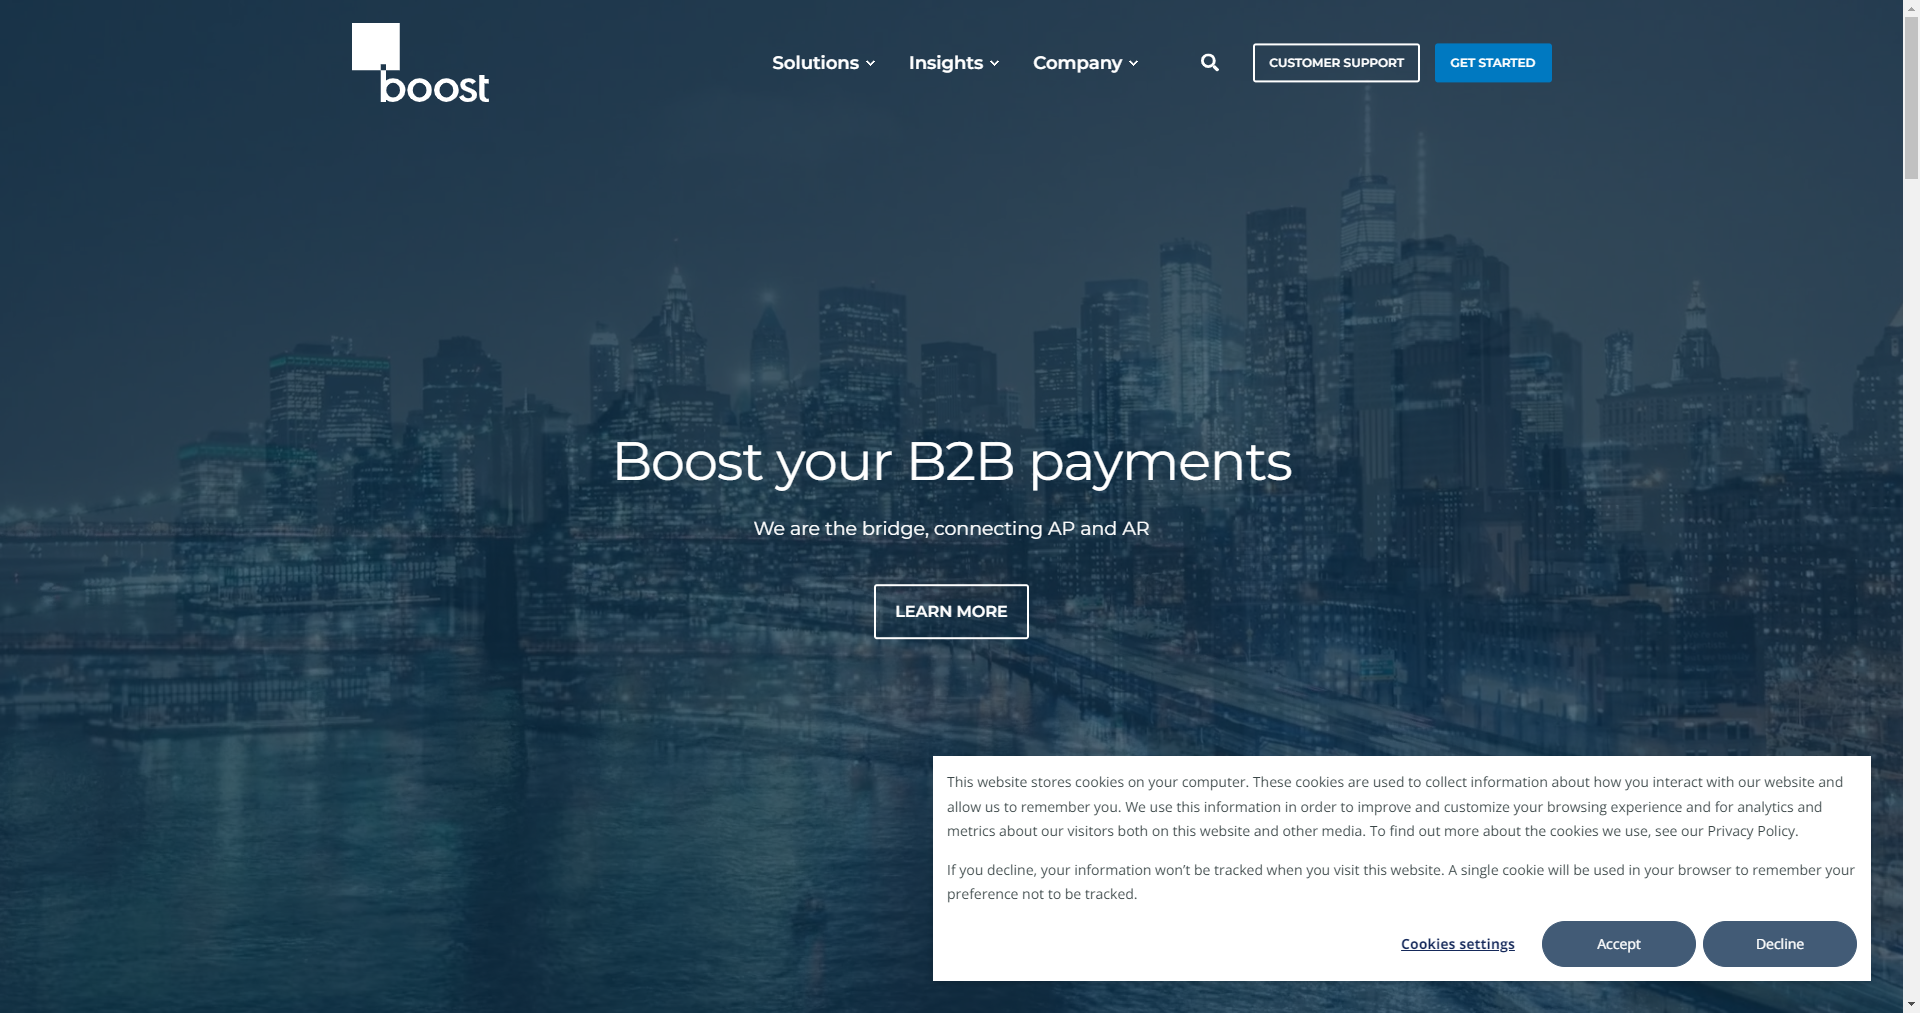 boost
Solutions
Insights
Company
CUSTOMER SUPPORT
GET STARTED
Boost your B2B payments
We are the bridge, connecting AP and AR
LEARN MORE
This website stores cookies on your computer. These cookies are used to collect information about how you interact with our website and
allow us to remember you. We use this information in order to improve and customize your browsing experience and for analytics and
metrics about our visitors both on this website and other media. To find out more about the cookies we use, see our Privacy Policy.
If you decline, your information won’t be tracked when you visit this website. A single cookie will be used in your browser to remember your
preference not to be tracked.
Cookies settings
Accept
Decline